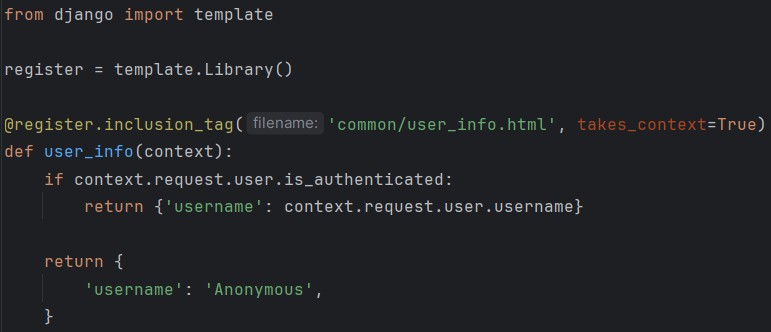 from django import template
register = template.Library()
@register.inclusion_tag( filename: 'common/user_info.html', takes_context=True)
def user_info(context):
    if context.request.user.is_authenticated:
        return {'username': context.request.user.username}
    return {
        'username': 'Anonymous',
    }